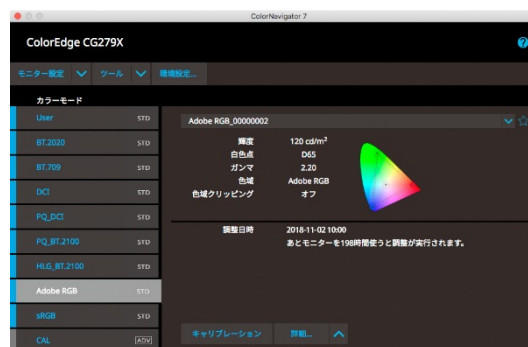 ColorNavigator 7
ColorEdge CG279X
?
モニター設定 ツール 環境設定...
カラーモード
User STD
BT.2020 STD
BT.709 STD
DCI STD
PQ_DCI STD
PQ_BT.2100 STD
HLG_BT.2100 STD
Adobe RGB STD
sRGB STD
CAL ADV
Adobe RGB_00000002
輝度 120 cd/m²
白色点 D65
ガンマ 2.20
色域 Adobe RGB
色域クリッピング オフ
調整日時 2018-11-02 10:00
あとモニターを198時間使うと調整が実行されます。
キャリブレーション 詳細...